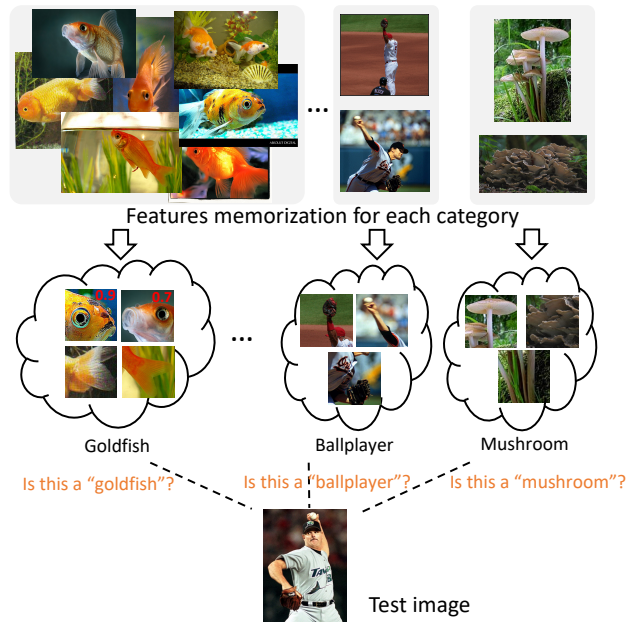 ...
Features memorization for each category
0.9
0.7
...
Goldfish
Ballplayer
Mushroom
Is this a “goldfish”?
Is this a “ballplayer”?
Is this a “mushroom”?
Test image